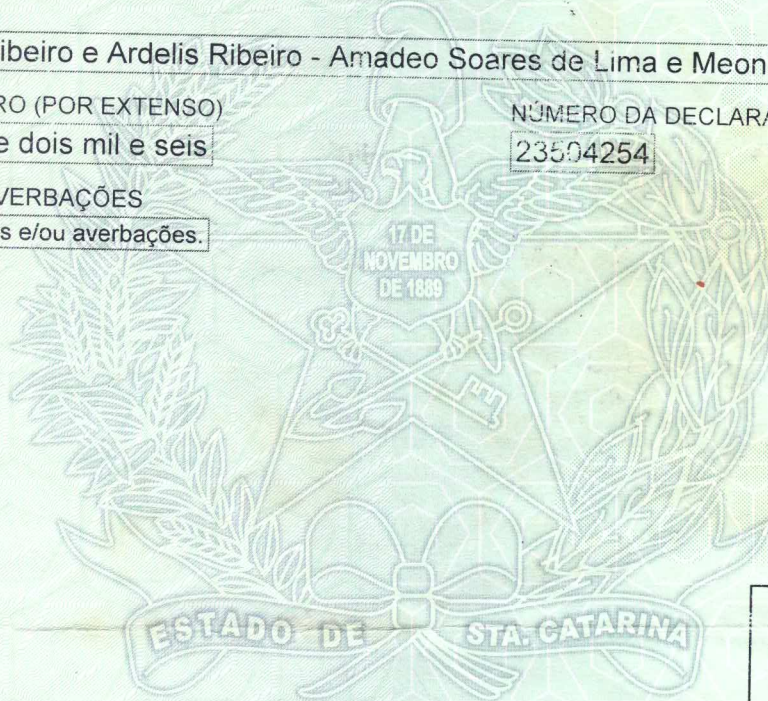 ibeiro e Ardelis Ribeiro - Amadeo Soares de Lima e Meon
RO (POR EXTENSO)
NÚMERO DA DECLARA
e dois mil e seis
23504254
VERBAÇÕES
s e/ou averbações.
17 DE
NOVEMBRO
DE 1889
ESTADO DE STA. CATARINA